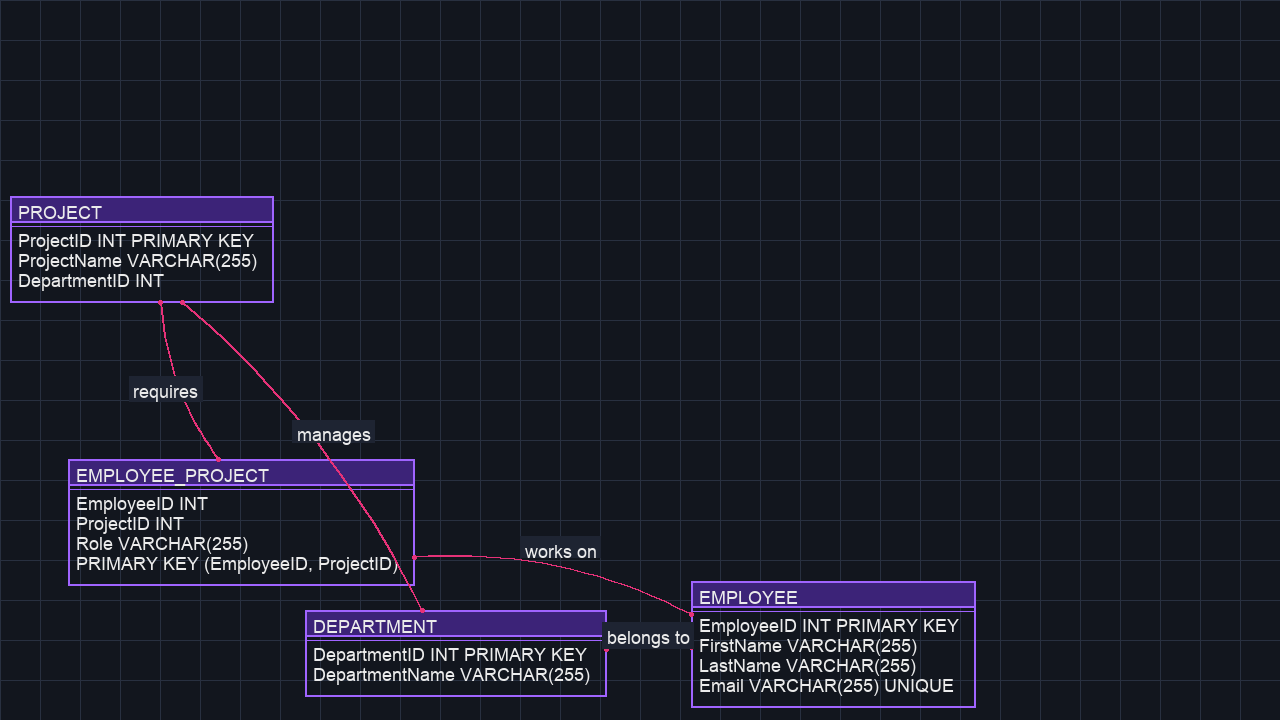 PROJECT
ProjectID INT PRIMARY KEY
ProjectName VARCHAR(255)
DepartmentID INT
requires
manages
EMPLOYEE_PROJECT
EmployeeID INT
ProjectID INT
Role VARCHAR(255)
PRIMARY KEY (EmployeeID, ProjectID)
works on
DEPARTMENT
DepartmentID INT PRIMARY KEY
DepartmentName VARCHAR(255)
belongs to
EMPLOYEE
EmployeeID INT PRIMARY KEY
FirstName VARCHAR(255)
LastName VARCHAR(255)
Email VARCHAR(255) UNIQUE